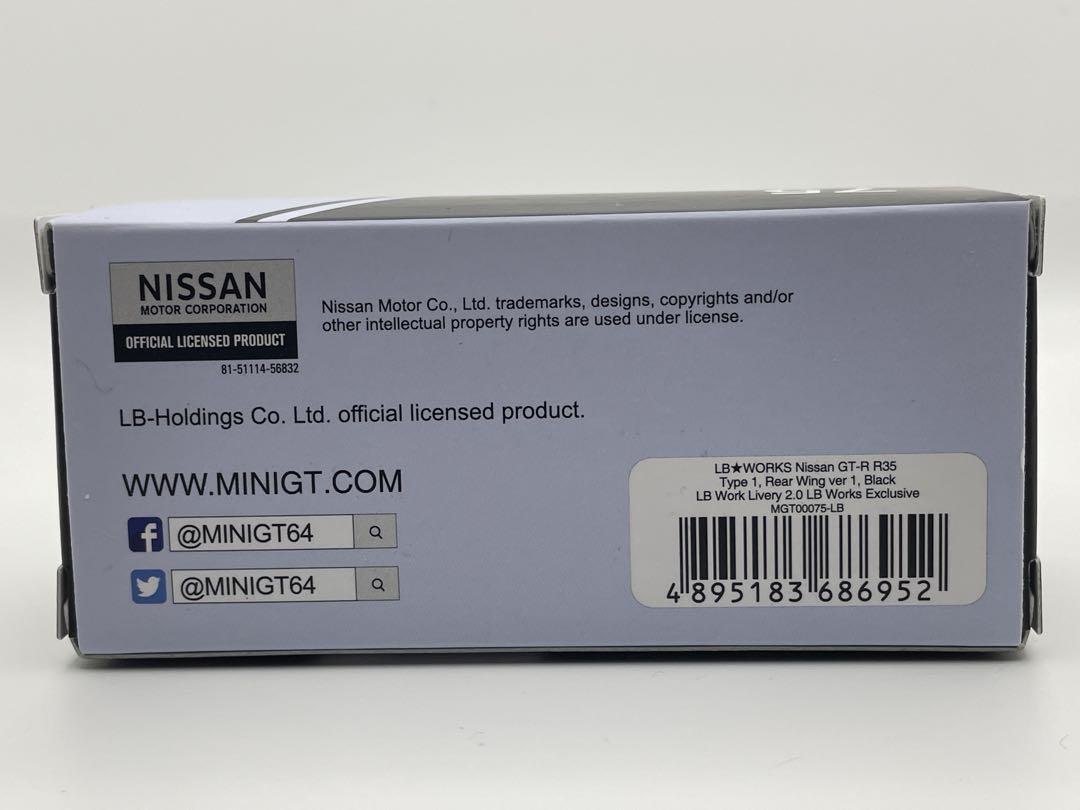 NISSAN
MOTOR CORPORATION
OFFICIAL LICENSED PRODUCT
81-51114-56832
Nissan Motor Co., Ltd. trademarks, designs, copyrights and/or
other intellectual property rights are used under license.
LB-Holdings Co. Ltd. official licensed product.
WWW.MINIGT.COM
@MINIGT64
@MINIGT64
LB★WORKS Nissan GT-R R35
Type 1, Rear Wing ver 1, Black
LB Work Livery 2.0 LB Works Exclusive
MGT00075-LB
4 895183 686952